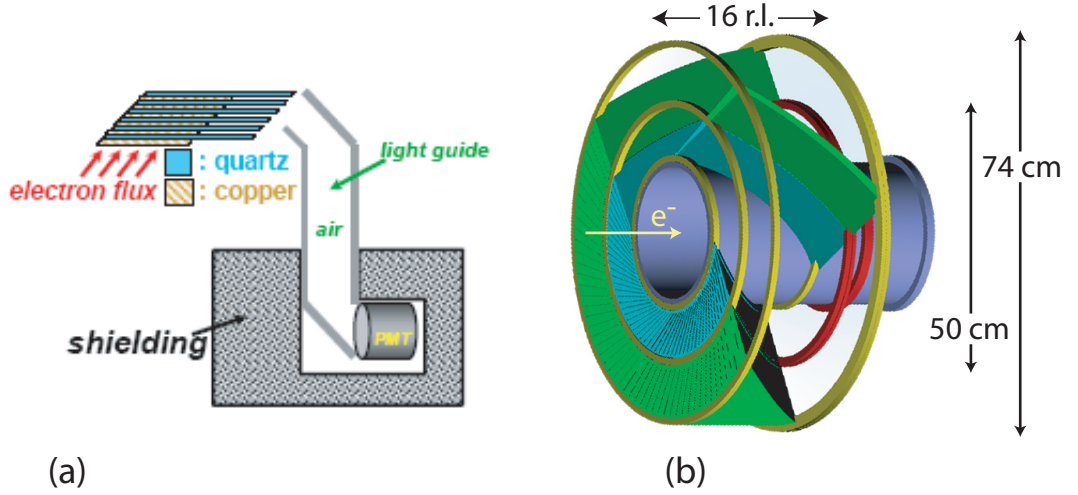 : quartz
: copper
electron flux
light guide
air
shielding
PMT
(a)
16 r.l.
e-
74 cm
50 cm
(b)